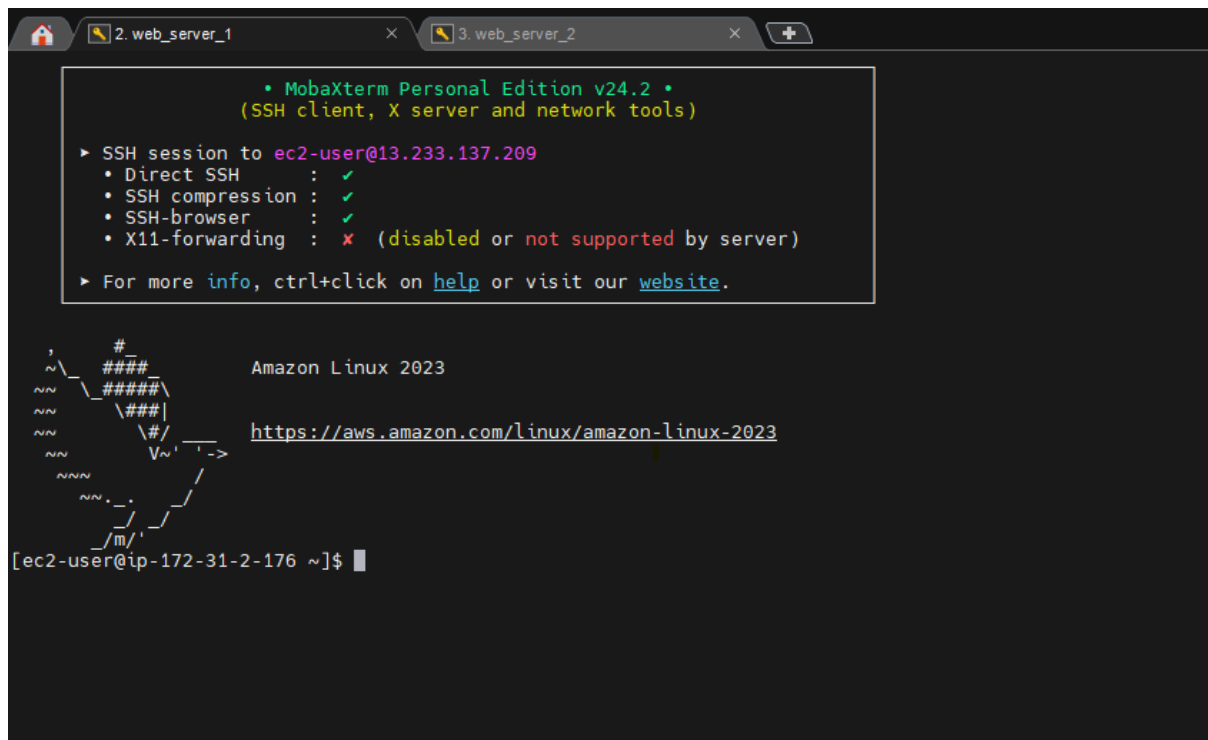 2. web_server_1
3. web_server_2
• MobaXterm Personal Edition v24.2 •
(SSH client, X server and network tools)
➤ SSH session to ec2-user@13.233.137.209
• Direct SSH : ✔
• SSH compression : ✔
• SSH-browser : ✔
• X11-forwarding : ✘ (disabled or not supported by server)
➤ For more info, ctrl+click on help or visit our website.
   ,     #_
   ~\_  ####_        Amazon Linux 2023
  ~~  \_#####\
  ~~     \###|
  ~~       \#/ ___   https://aws.amazon.com/linux/amazon-linux-2023
   ~~       V~' '->
    ~~~         /
      ~~._.   _/
         _/ _/
       _/m/'
[ec2-user@ip-172-31-2-176 ~]$